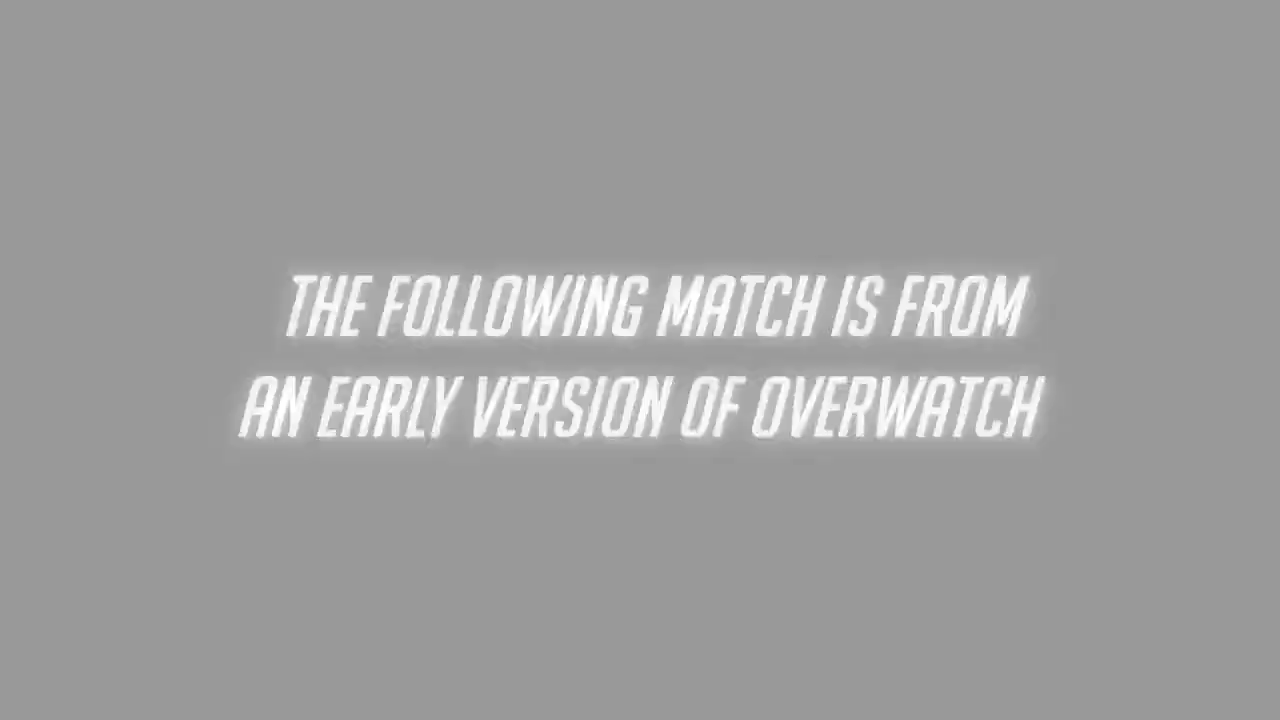 THE FOLLOWING MATCH IS FROM
AN EARLY VERSION OF OVERWATCH